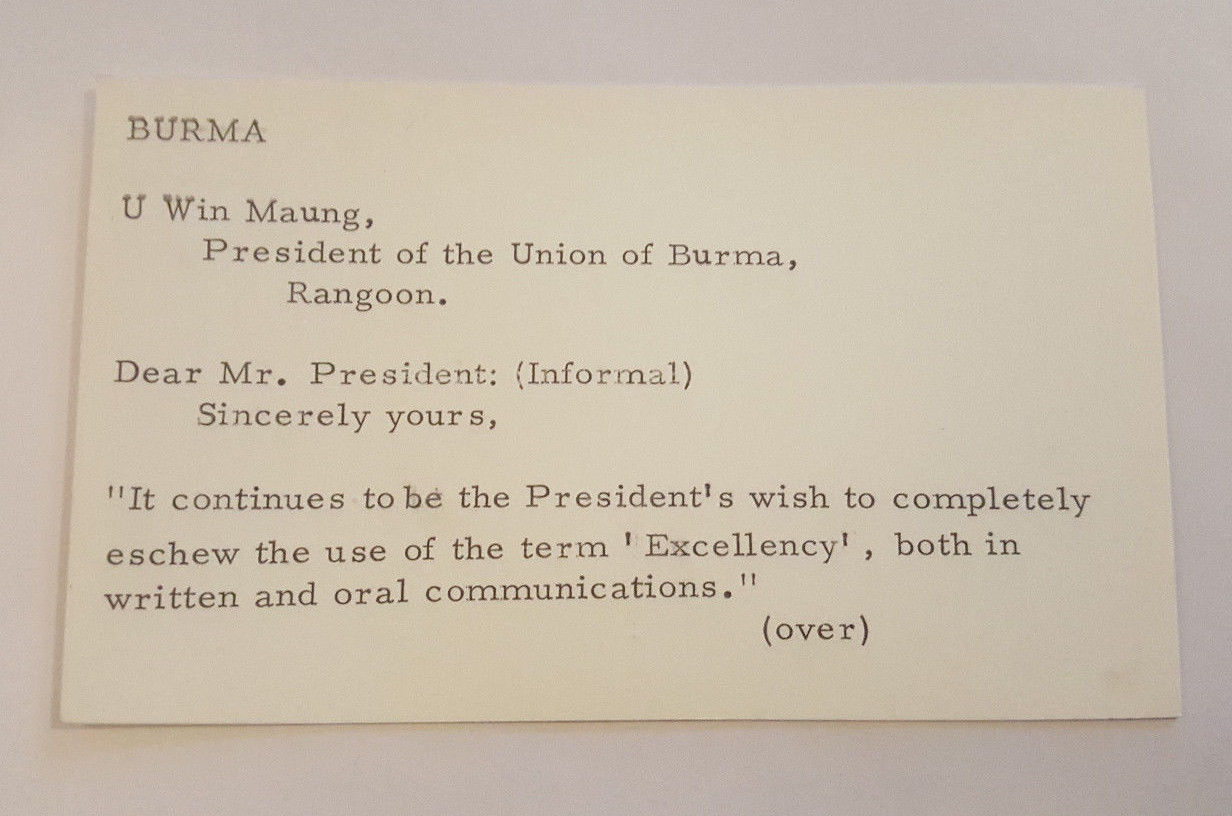 BURMA
U Win Maung,
President of the Union of Burma,
Rangoon.
Dear Mr. President: (Informal)
Sincerely yours,
"It continues to be the President's wish to completely
eschew the use of the term 'Excellency', both in
written and oral communications."
(over)